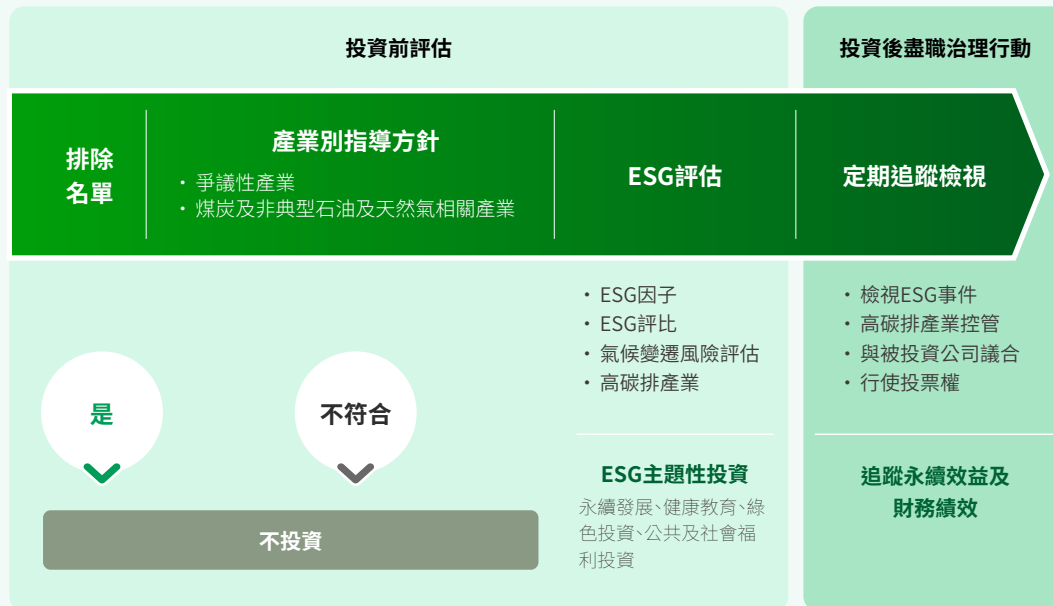 投資前評估
投資後盡職治理行動
排除
名單
產業別指導方針
・爭議性產業
・煤炭及非典型石油及天然氣相關產業
ESG評估
定期追蹤檢視
・ESG因子
・ESG評比
・氣候變遷風險評估
・高碳排產業
・檢視ESG事件
・高碳排產業控管
・與被投資公司議合
・行使投票權
是
不符合
不投資
ESG主題性投資
永續發展、健康教育、綠
色投資、公共及社會福
利投資
追蹤永續效益及
財務績效